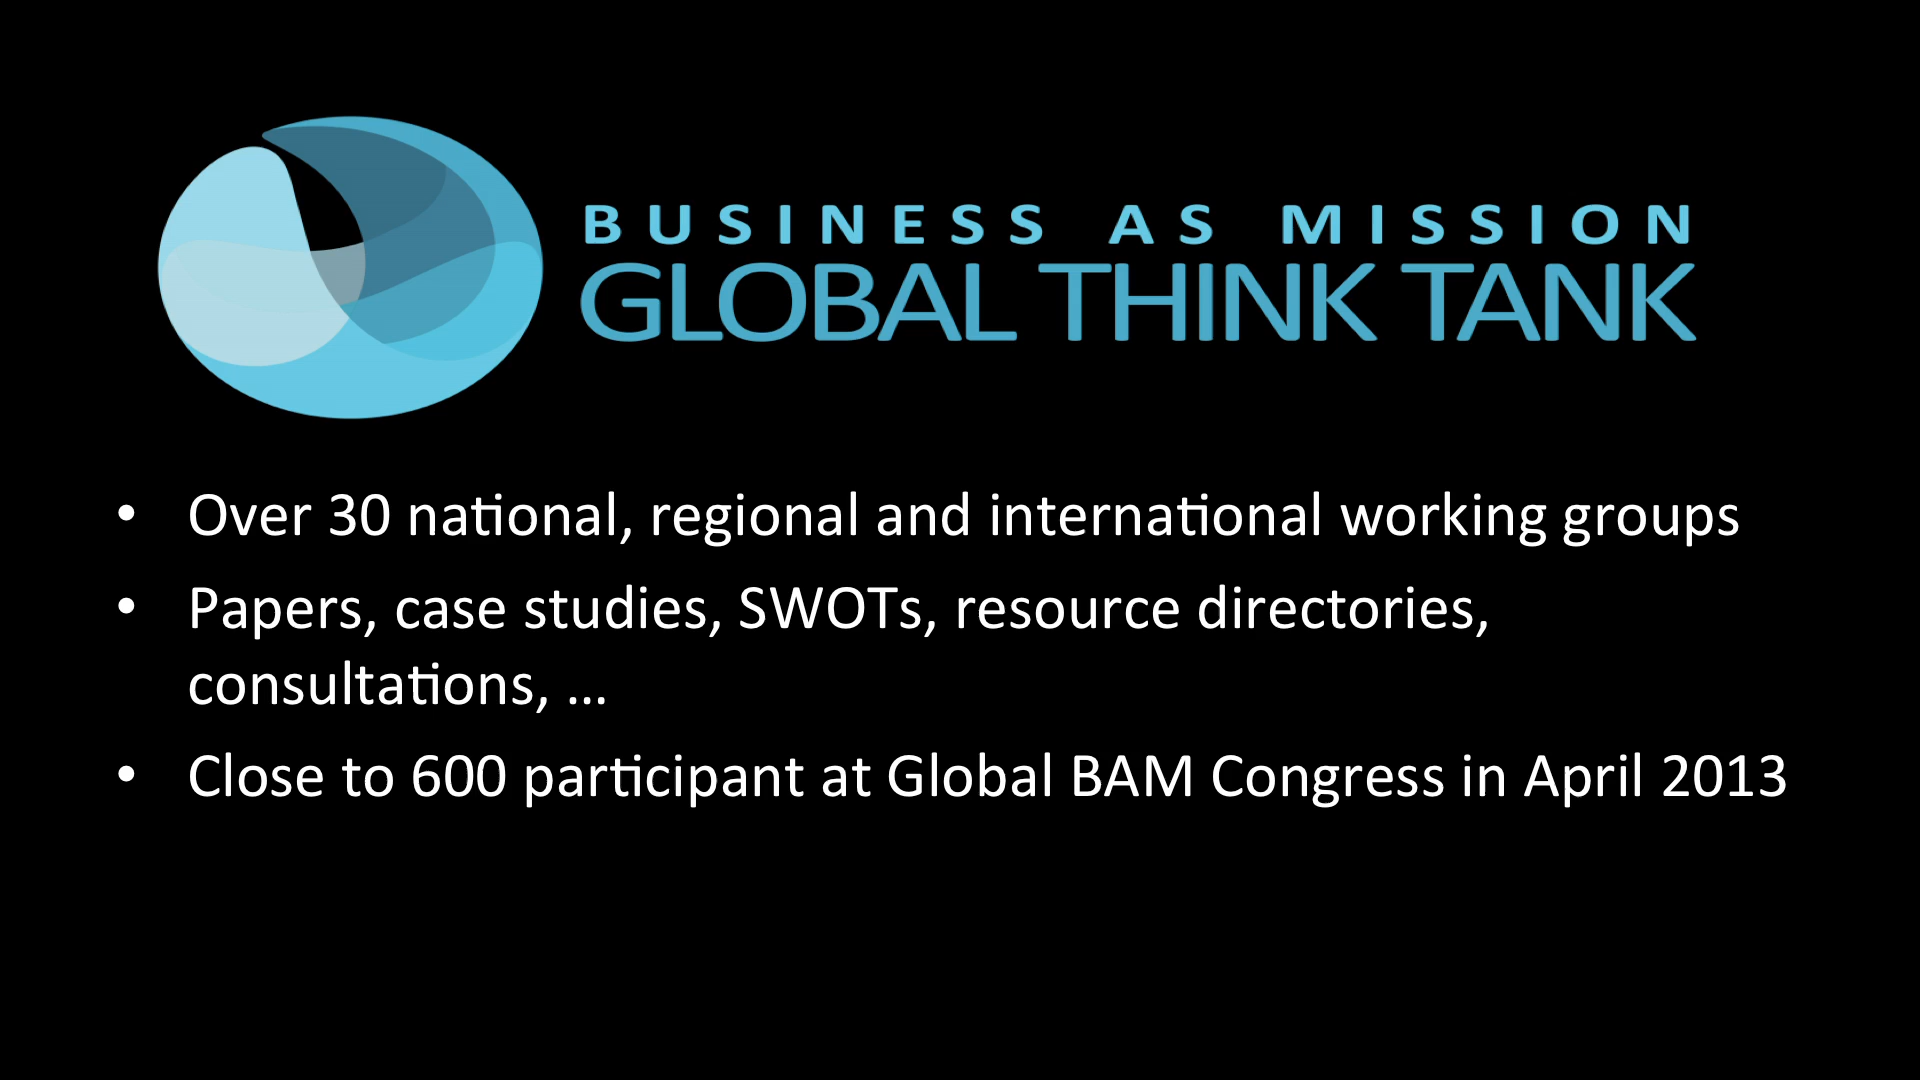 BUSINESS AS MISSION
GLOBAL THINK TANK
• Over 30 national, regional and international working groups
• Papers, case studies, SWOTs, resource directories,
consultations, ...
• Close to 600 participant at Global BAM Congress in April 2013